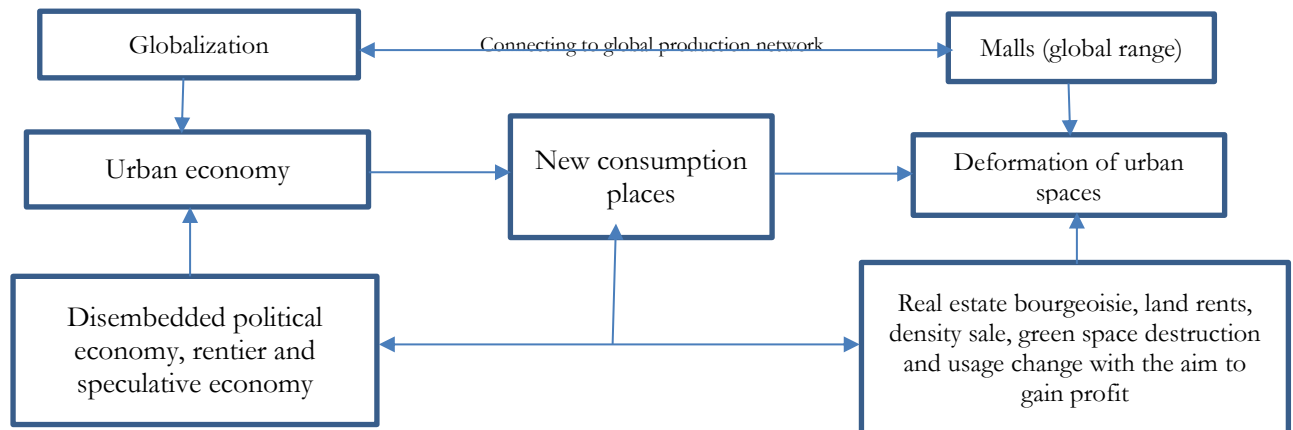 Globalization
Connecting to global production network
Malls (global range)
Urban economy
New consumption
places
Deformation of urban
spaces
Disembedded political
economy, rentier and
speculative economy
Real estate bourgeoisie, land rents,
density sale, green space destruction
and usage change with the aim to
gain profit